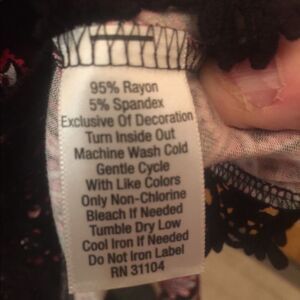 95% Rayon
5% Spandex
Exclusive Of Decoration
Turn Inside Out
Machine Wash Cold
Gentle Cycle
With Like Colors
Only Non-Chlorine
Bleach If Needed
Tumble Dry Low
Cool Iron If Needed
Do Not Iron Label
RN 31104